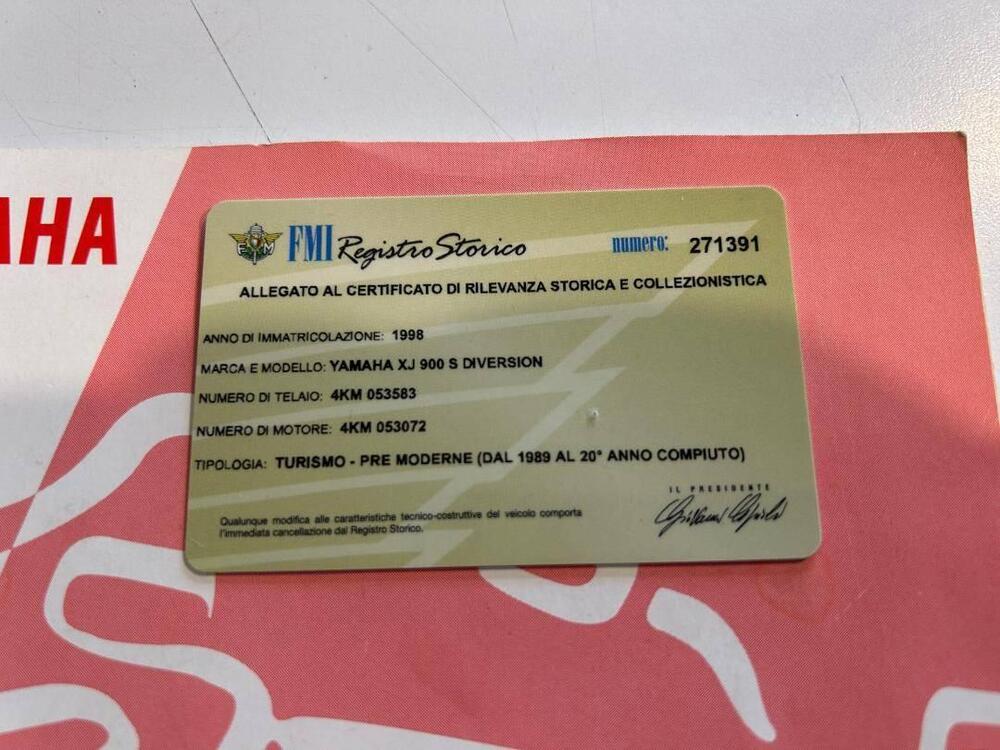 AHA
FMI Registro Storico numero: 271391
ALLEGATO AL CERTIFICATO DI RILEVANZA STORICA E COLLEZIONISTICA
ANNO DI IMMATRICOLAZIONE: 1998
MARCA E MODELLO: YAMAHA XJ 900 S DIVERSION
NUMERO DI TELAIO: 4KM 053583
NUMERO DI MOTORE: 4KM 053072
TIPOLOGIA: TURISMO - PRE MODERNE (DAL 1989 AL 20° ANNO COMPIUTO)
IL PRESIDENTE
Qualunque modifica alle caratteristiche tecnico-costruttive del veicolo comporta
l'immediata cancellazione dal Registro Storico.